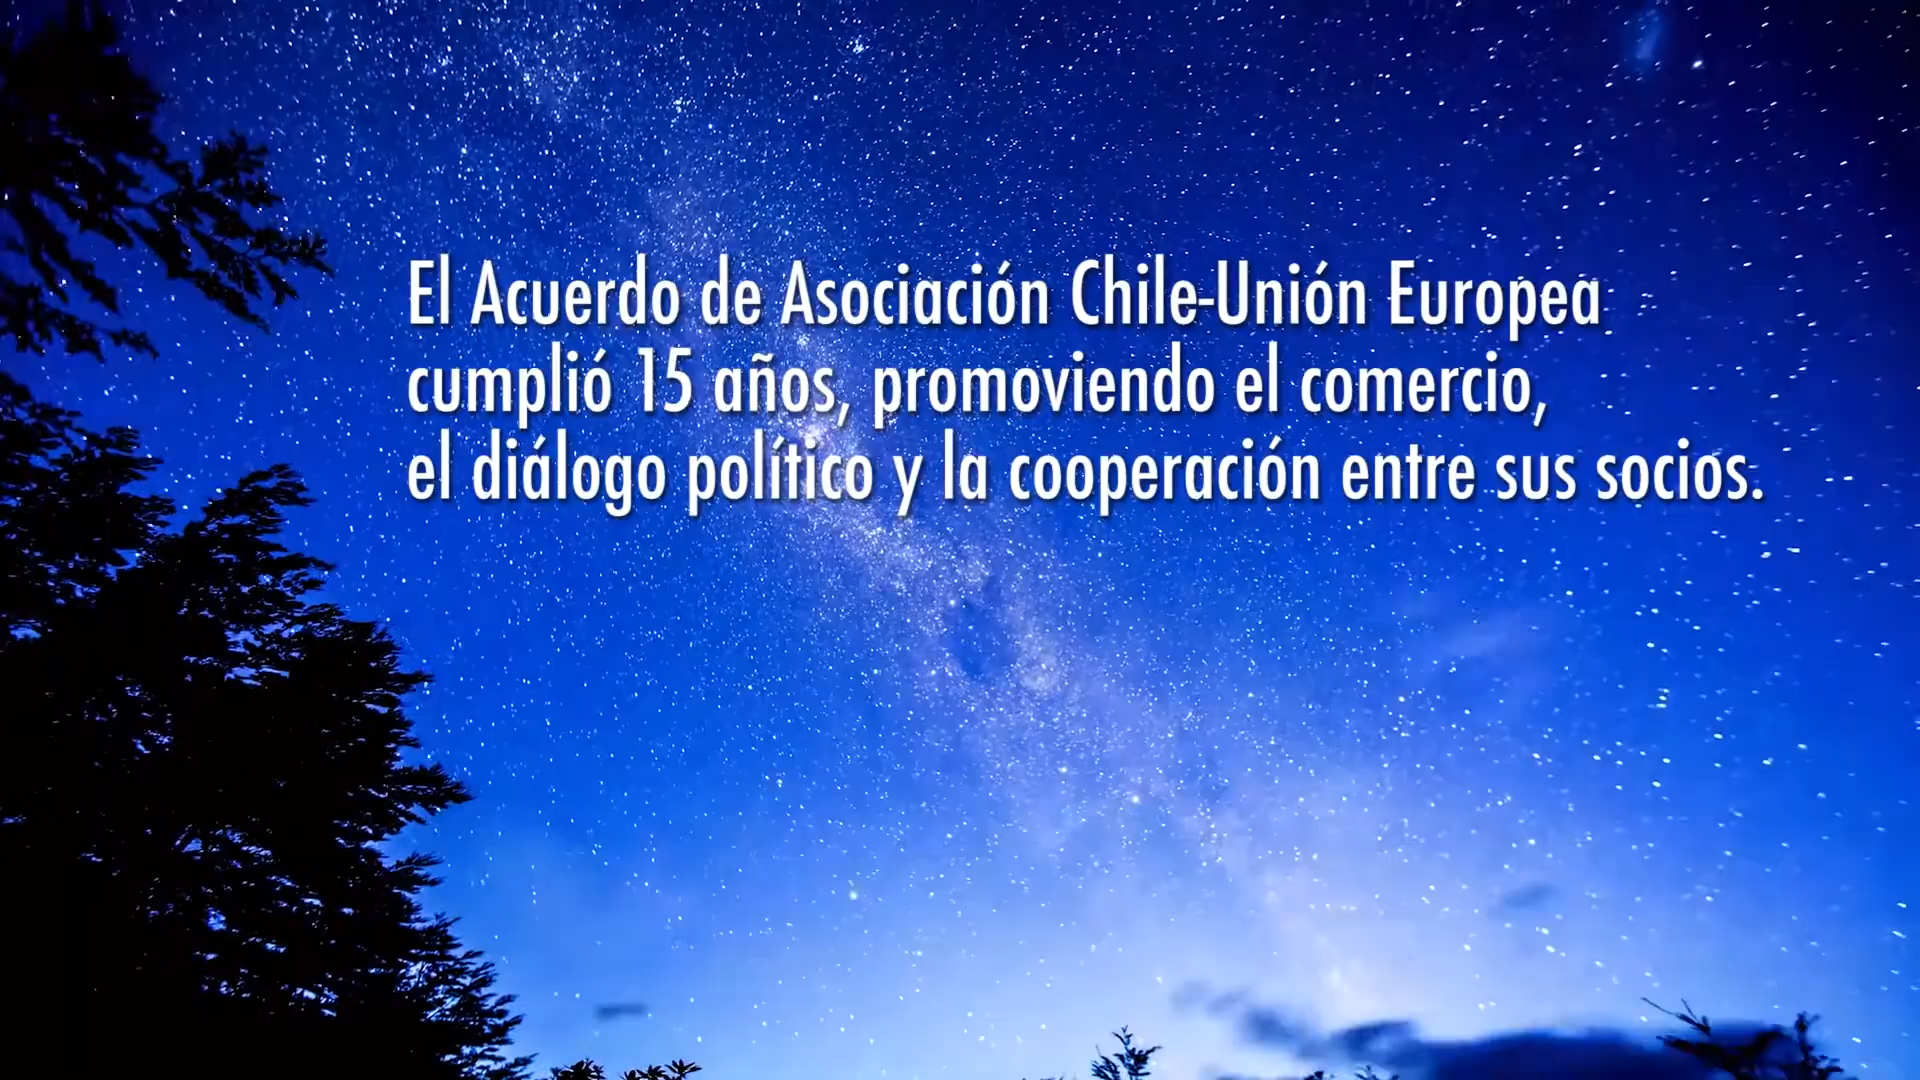 El Acuerdo de Asociación Chile-Unión Europea
cumplió 15 años, promoviendo el comercio,
el diálogo político y la cooperación entre sus socios.